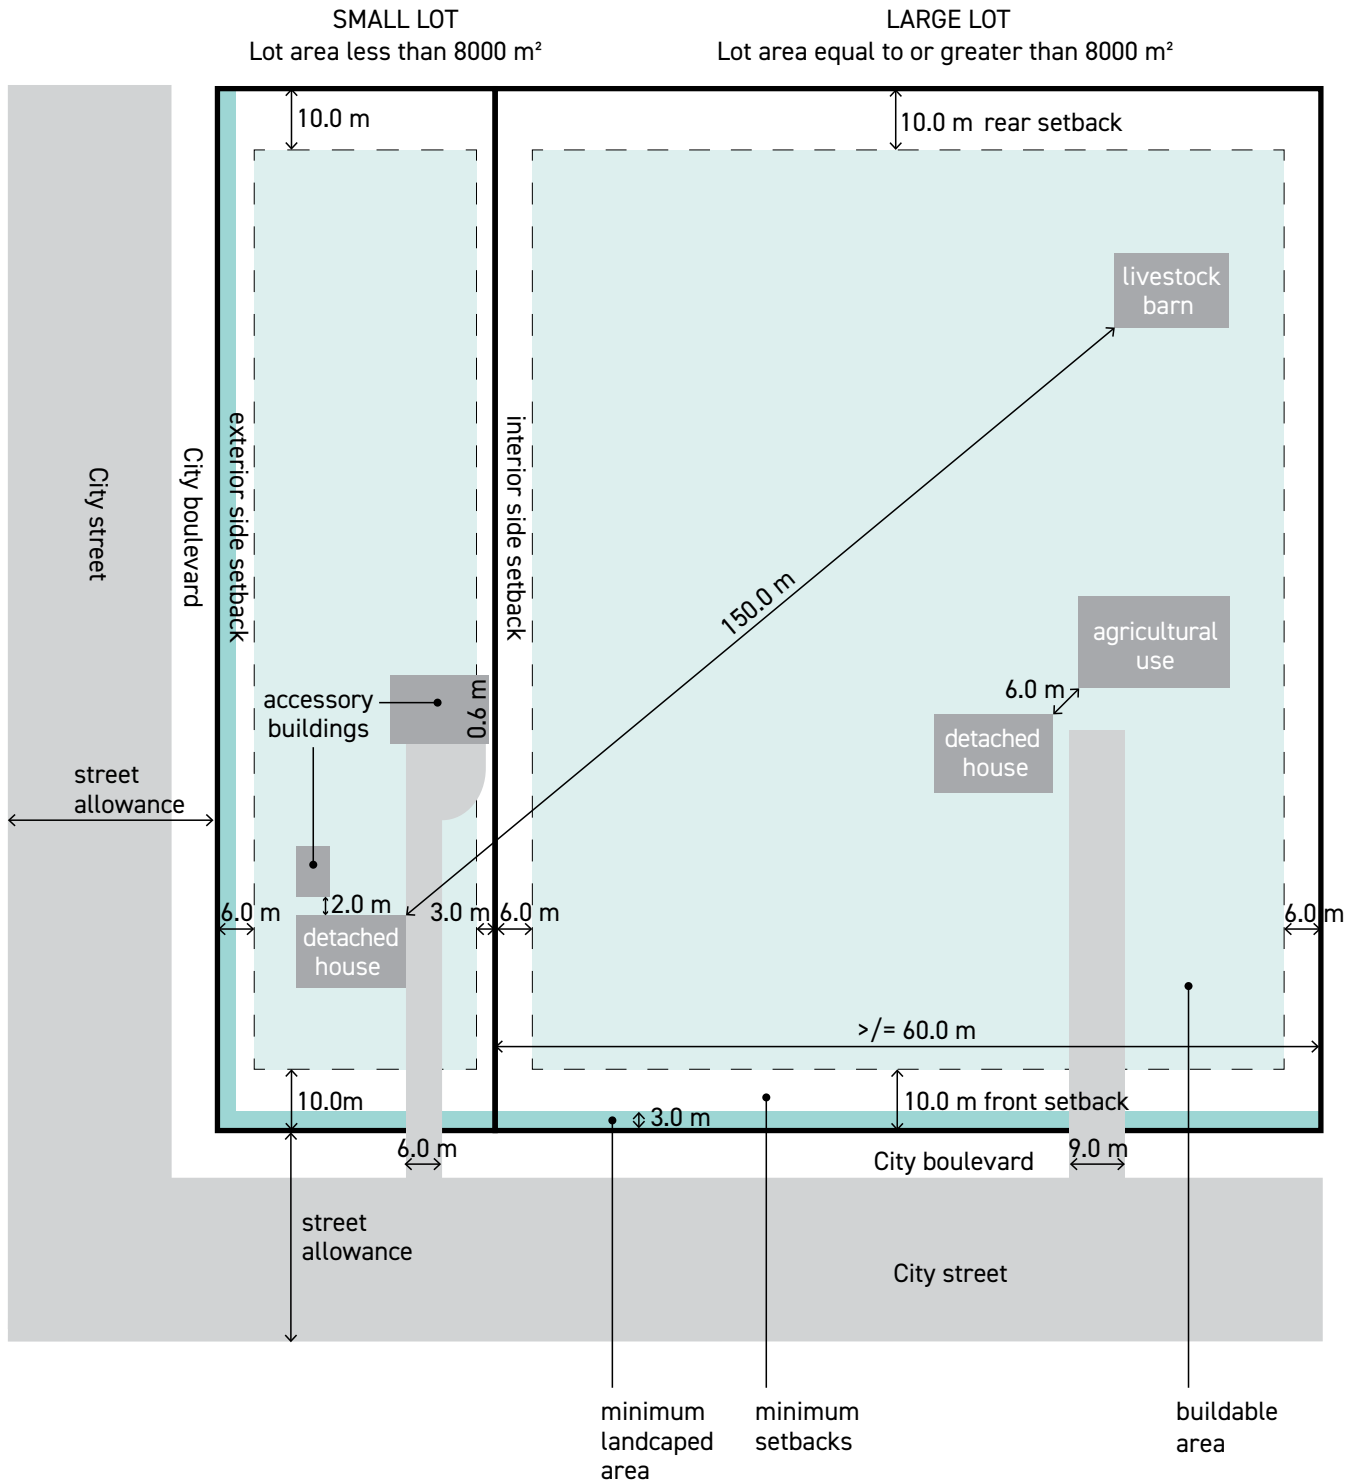 SMALL LOT
Lot area less than 8000 m²
LARGE LOT
Lot area equal to or greater than 8000 m²
10.0 m
10.0 m rear setback
livestock
barn
City street
City boulevard
exterior side setback
interior side setback
150.0 m
agricultural
use
6.0 m
detached
house
accessory
buildings
0.6 m
street
allowance
2.0 m
6.0 m
3.0 m
6.0 m
6.0 m
detached
house
>/= 60.0 m
10.0m
10.0 m front setback
3.0 m
6.0 m
9.0 m
City boulevard
street
allowance
City street
minimum
landcaped
area
minimum
setbacks
buildable
area